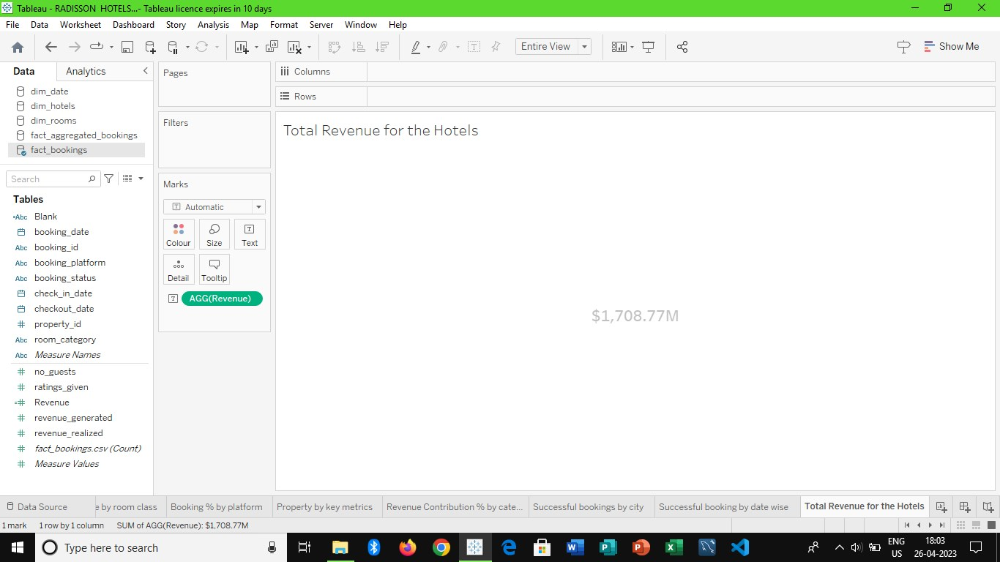 Tableau - RADISSON HOTELS...- Tableau licence expires in 10 days
File Data Worksheet Dashboard Story Analysis Map Format Server Window Help
Entire View
Show Me
Data Analytics
dim_date
dim_hotels
dim_rooms
fact_aggregated_bookings
fact_bookings
Search
Tables
Abc Blank
booking_date
Abc booking_id
Abc booking_platform
Abc booking_status
check_in_date
checkout_date
property_id
Abc room_category
Abc Measure Names
no_guests
ratings_given
Revenue
revenue_generated
revenue_realized
fact_bookings.csv (Count)
Measure Values
Pages
Filters
Marks
Automatic
Colour Size Text
Detail Tooltip
AGG(Revenue)
Columns
Rows
Total Revenue for the Hotels
$1,708.77M
Data Source e by room class Booking % by platform Property by key metrics Revenue Contribution % by cate... Successful bookings by city Successful booking by date wise Total Revenue for the Hotels
1 mark 1 row by 1 column SUM of AGG(Revenue): $1,708.77M
Type here to search
ENG
US
18:03
26-04-2023